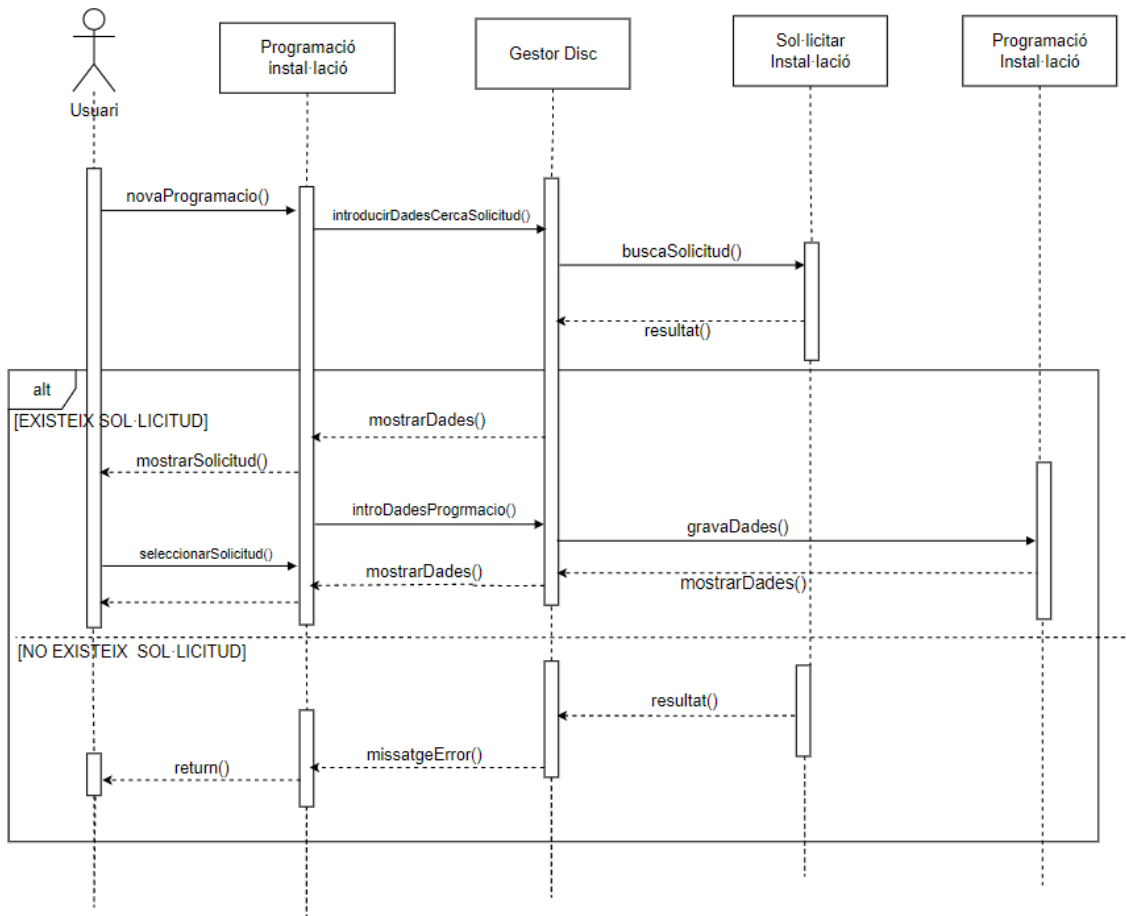 Programació
instal·lació
Gestor Disc
Sol·licitar
Instal·lació
Programació
Instal·lació
Usuari
novaProgramacio()
introducirDadesCercaSolicitud()
buscaSolicitud()
resultat()
alt
[EXISTEIX SOL·LICITUD]
mostrarDades()
mostrarSolicitud()
introDadesProgrmacio()
gravaDades()
seleccionarSolicitud()
mostrarDades()
mostrarDades()
[NO EXISTEIX SOL·LICITUD]
resultat()
missatgeError()
return()